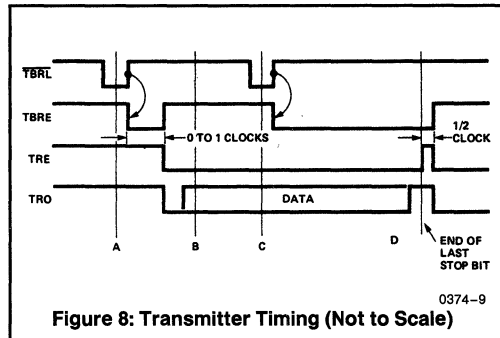 TBRL
TBRE
0 TO 1 CLOCKS
1/2
CLOCK
TRE
TRO
DATA
A
B
C
D
END OF
LAST
STOP BIT
0374-9
Figure 8: Transmitter Timing (Not to Scale)